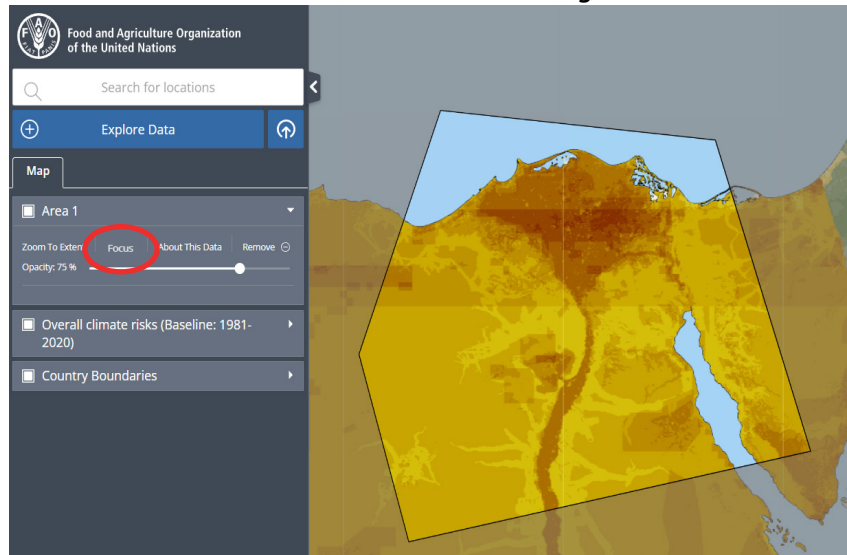 Food and Agriculture Organization
of the United Nations
Search for locations
Explore Data
Map
Area 1
Zoom To Extent Focus About This Data Remove
Opacity: 75 %
Overall climate risks (Baseline: 1981-
2020)
Country Boundaries